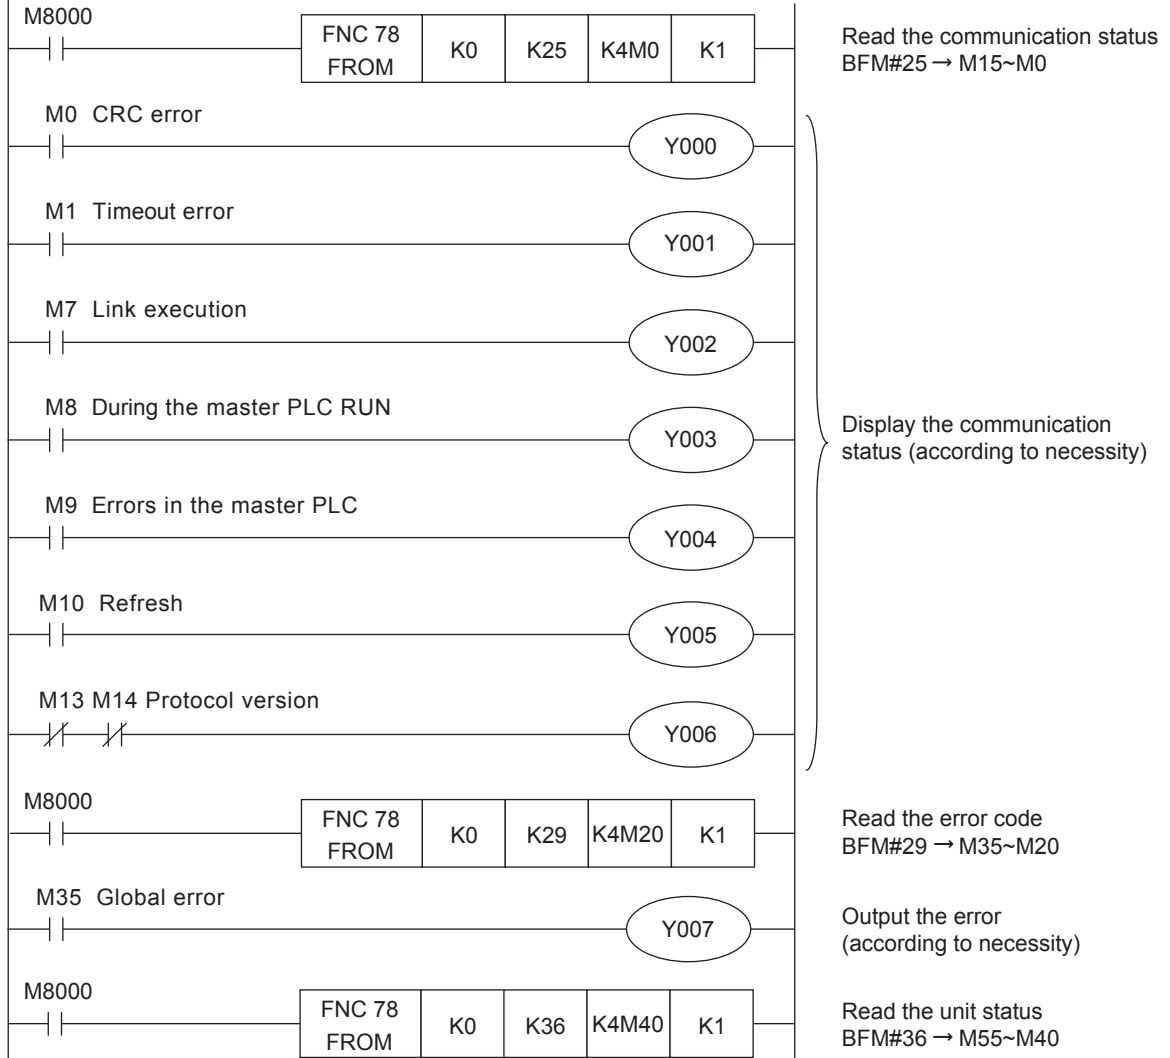 M8000
FNC 78
FROM
K0
K25
K4M0
K1
Read the communication status
BFM#25 → M15~M0
M0 CRC error
Y000
M1 Timeout error
Y001
M7 Link execution
Y002
M8 During the master PLC RUN
Y003
Display the communication
status (according to necessity)
M9 Errors in the master PLC
Y004
M10 Refresh
Y005
M13 M14 Protocol version
Y006
M8000
FNC 78
FROM
K0
K29
K4M20
K1
Read the error code
BFM#29 → M35~M20
M35 Global error
Y007
Output the error
(according to necessity)
M8000
FNC 78
FROM
K0
K36
K4M40
K1
Read the unit status
BFM#36 → M55~M40